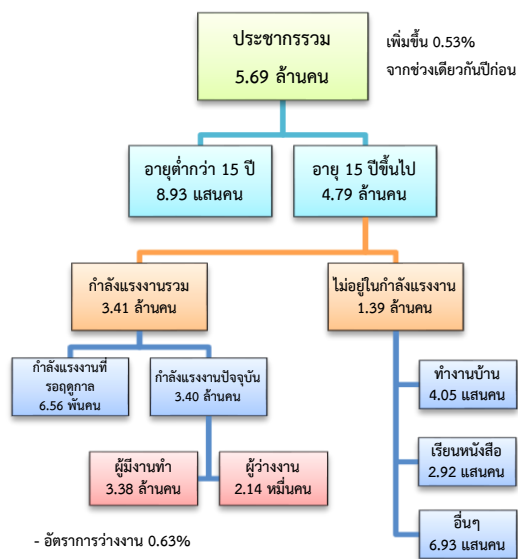 ประชากรรวม
5.69 ล้านคน
เพิ่มขึ้น 0.53%
จากช่วงเดียวกันปีก่อน
อายุต่ำกว่า 15 ปี
8.93 แสนคน
อายุ 15 ปีขึ้นไป
4.79 ล้านคน
กำลังแรงงานรวม
3.41 ล้านคน
ไม่อยู่ในกำลังแรงงาน
1.39 ล้านคน
กำลังแรงงานที่
รอฤดูกาล
6.56 พันคน
กำลังแรงงานปัจจุบัน
3.40 ล้านคน
ทำงานบ้าน
4.05 แสนคน
ผู้มีงานทำ
3.38 ล้านคน
ผู้ว่างงาน
2.14 หมื่นคน
เรียนหนังสือ
2.92 แสนคน
อื่นๆ
6.93 แสนคน
- อัตราการว่างงาน 0.63%